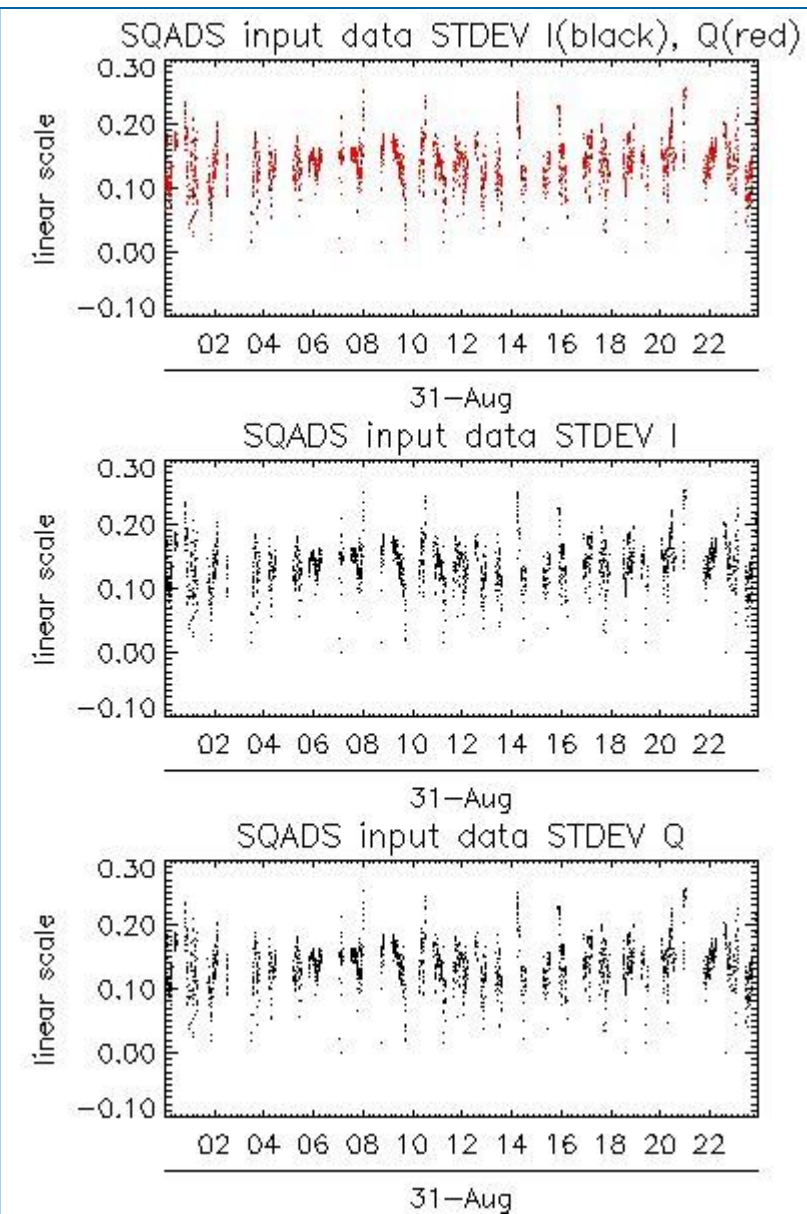 SQADS input data STDEV I(black), Q(red)
0.30
0.20
0.10
0.00
−0.10
linear scale
02 04 06 08 10 12 14 16 18 20 22
31−Aug
SQADS input data STDEV I
0.30
0.20
0.10
0.00
−0.10
linear scale
02 04 06 08 10 12 14 16 18 20 22
31−Aug
SQADS input data STDEV Q
0.30
0.20
0.10
0.00
−0.10
linear scale
02 04 06 08 10 12 14 16 18 20 22
31−Aug